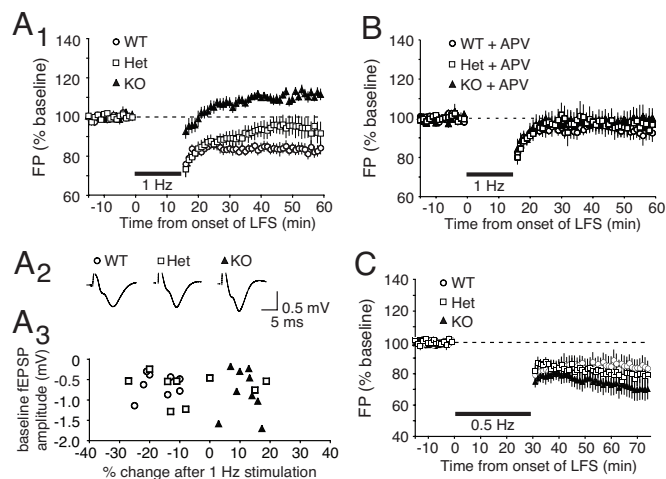 A1
140
120
100
80
60
FP (% baseline)
WT
Het
KO
1 Hz
-10 0 10 20 30 40 50 60
Time from onset of LFS (min)
B
140
120
100
80
60
FP (% baseline)
WT + APV
Het + APV
KO + APV
1 Hz
-10 0 10 20 30 40 50 60
Time from onset of LFS (min)
A2
WT Het KO
0.5 mV
5 ms
A3
0
-0.5
-1.0
-1.5
-2.0
baseline fEPSP
amplitude (mV)
-40 -30 -20 -10 0 10 20 30 40
% change after 1 Hz stimulation
C
140
120
100
80
60
40
FP (% baseline)
WT
Het
KO
0.5 Hz
-10 0 10 20 30 40 50 60 70
Time from onset of LFS (min)